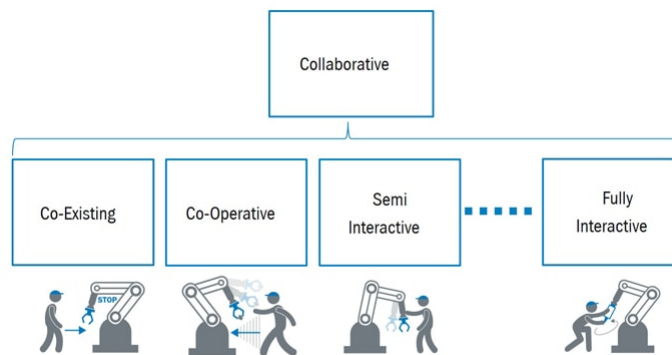 Collaborative
Co-Existing
Co-Operative
Semi
Interactive
Fully
Interactive
STOP